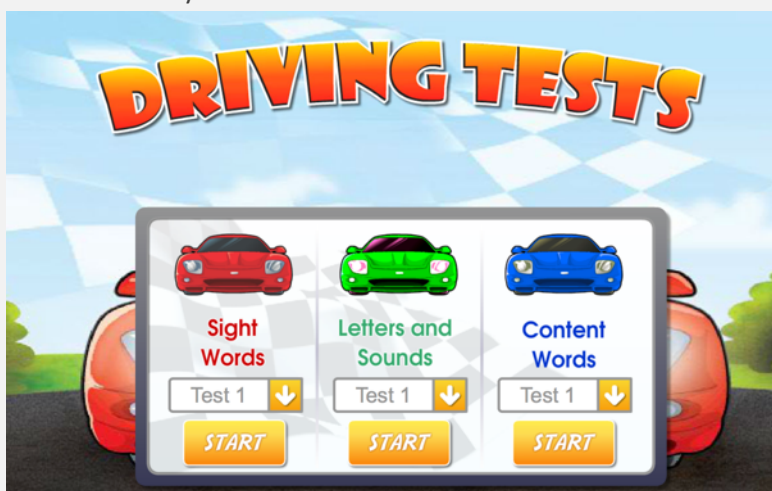 DRIVING TESTS
Sight
Words
Letters and
Sounds
Content
Words
Test 1
Test 1
Test 1
START
START
START